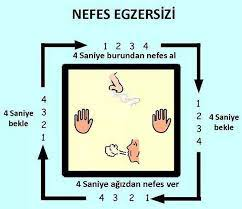 NEFES EGZERSİZİ
1 2 3 4
4 Saniye burundan nefes al
4
3
2
1
4 Saniye
bekle
1
2
3
4
4 Saniye
bekle
4 Saniye ağızdan nefes ver
4 3 2 1